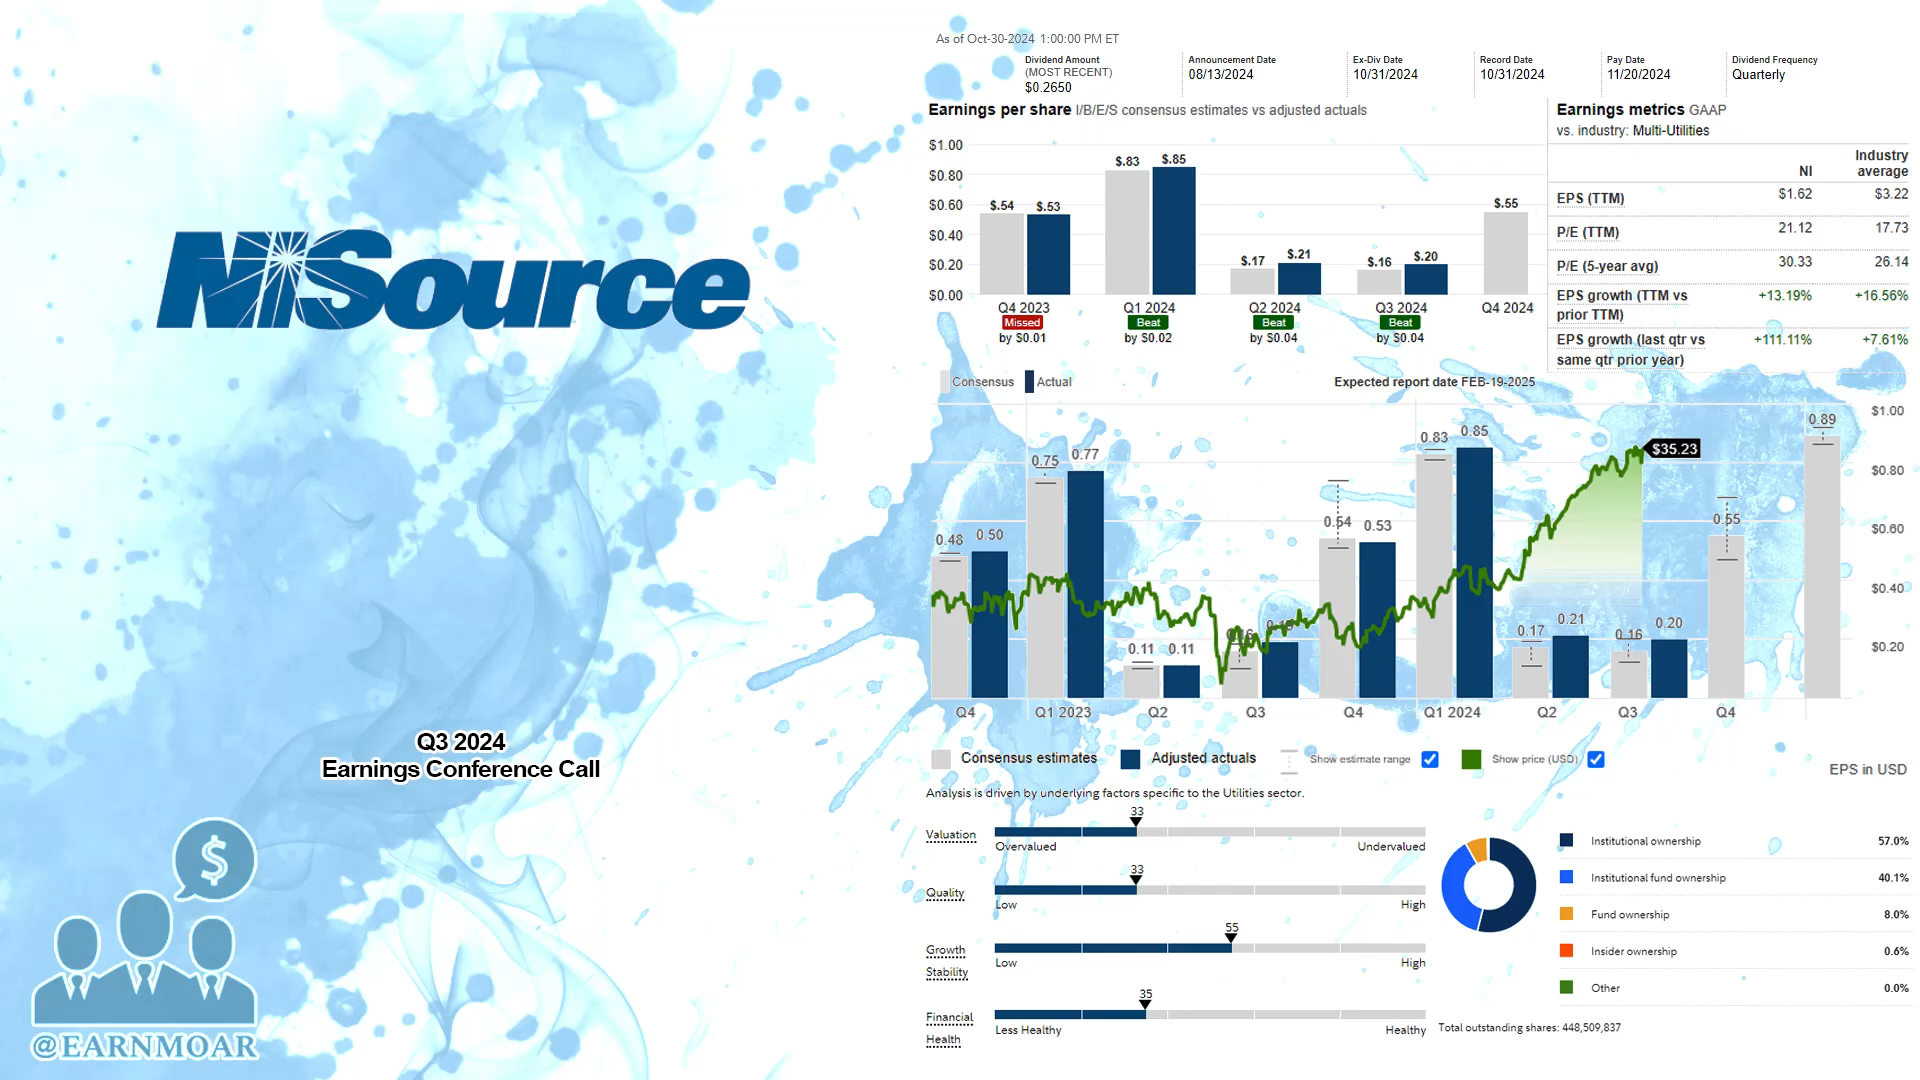 NiSource
Q3 2024
Earnings Conference Call
$
@EARNMOAR
As of Oct-30-2024 1:00:00 PM ET
Dividend Amount
(MOST RECENT)
$0.2650
Announcement Date
08/13/2024
Ex-Div Date
10/31/2024
Record Date
10/31/2024
Pay Date
11/20/2024
Dividend Frequency
Quarterly
Earnings per share I/B/E/S consensus estimates vs adjusted actuals
$1.00
$0.80
$0.60
$0.40
$0.20
$0.00
$.54 $.53
$.83 $.85
$.17 $.21
$.16 $.20
$.55
Q4 2023 Q1 2024 Q2 2024 Q3 2024 Q4 2024
Missed Beat Beat Beat
by $0.01 by $0.02 by $0.04 by $0.04
Consensus Actual
Expected report date FEB-19-2025
Earnings metrics GAAP
vs. industry: Multi-Utilities
NI Industry average
EPS (TTM) $1.62 $3.22
P/E (TTM) 21.12 17.73
P/E (5-year avg) 30.33 26.14
EPS growth (TTM vs
prior TTM) +13.19% +16.56%
EPS growth (last qtr vs
same qtr prior year) +111.11% +7.61%
0.48 0.50
0.75 0.77
0.11 0.11
0.16
0.54 0.53
0.83 0.85
0.17 0.21
0.16 0.20
0.55
0.89
$35.23
$1.00
$0.80
$0.60
$0.40
$0.20
Q4 Q1 2023 Q2 Q3 Q4 Q1 2024 Q2 Q3 Q4
Consensus estimates Adjusted actuals Show estimate range Show price (USD)
EPS in USD
Analysis is driven by underlying factors specific to the Utilities sector.
Valuation
33
Overvalued Undervalued
Quality
33
Low High
Growth
Stability
55
Low High
Financial
Health
35
Less Healthy Healthy
Institutional ownership 57.0%
Institutional fund ownership 40.1%
Fund ownership 8.0%
Insider ownership 0.6%
Other 0.0%
Total outstanding shares: 448,509,837